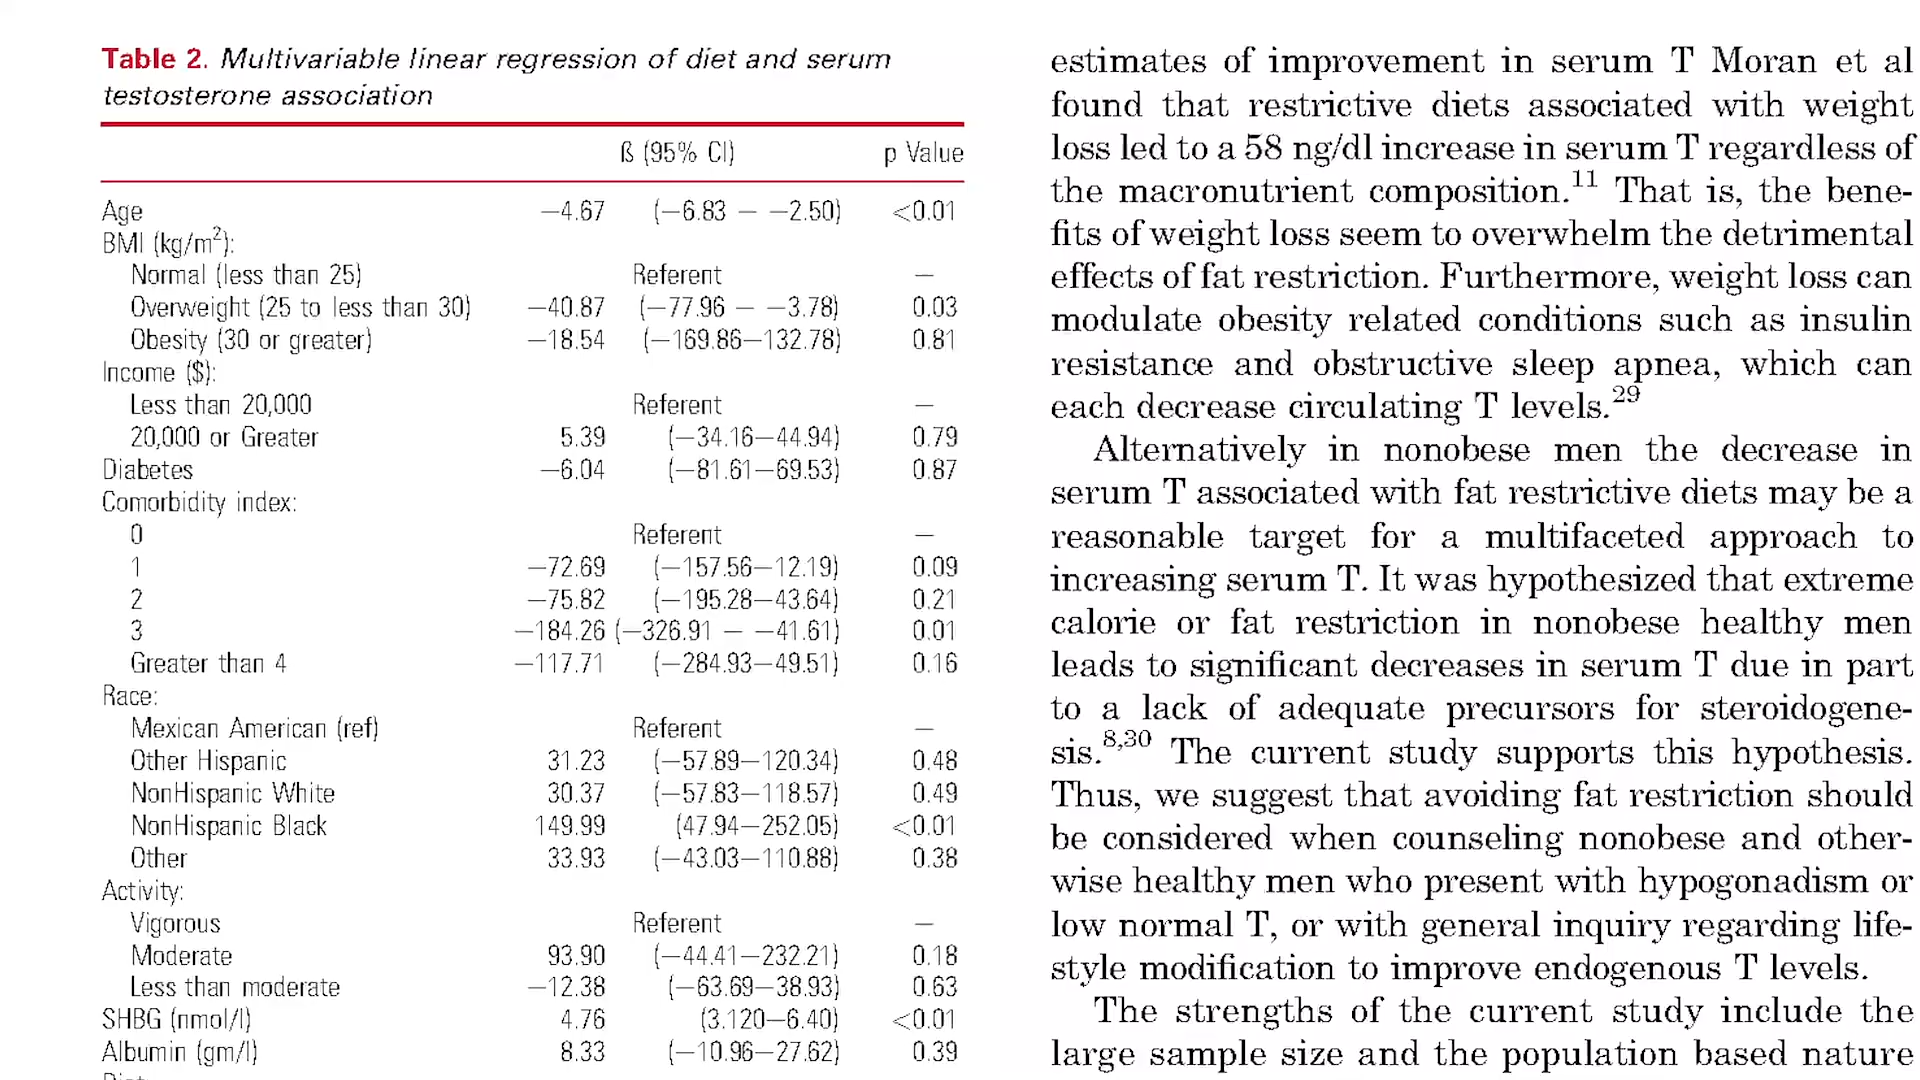 Table 2. Multivariable linear regression of diet and serum
testosterone association
ß (95% CI) p Value
Age −4.67 (−6.83 − −2.50) <0.01
BMI (kg/m²):
Normal (less than 25) Referent —
Overweight (25 to less than 30) −40.87 (−77.96 − −3.78) 0.03
Obesity (30 or greater) −18.54 (−169.86−132.78) 0.81
Income ($):
Less than 20,000 Referent —
20,000 or Greater 5.39 (−34.16−44.94) 0.79
Diabetes −6.04 (−81.61−69.53) 0.87
Comorbidity index:
0 Referent —
1 −72.69 (−157.56−12.19) 0.09
2 −75.82 (−195.28−43.64) 0.21
3 −184.26 (−326.91 − −41.61) 0.01
Greater than 4 −117.71 (−284.93−49.51) 0.16
Race:
Mexican American (ref) Referent —
Other Hispanic 31.23 (−57.89−120.34) 0.48
NonHispanic White 30.37 (−57.83−118.57) 0.49
NonHispanic Black 149.99 (47.94−252.05) <0.01
Other 33.93 (−43.03−110.88) 0.38
Activity:
Vigorous Referent —
Moderate 93.90 (−44.41−232.21) 0.18
Less than moderate −12.38 (−63.69−38.93) 0.63
SHBG (nmol/l) 4.76 (3.120−6.40) <0.01
Albumin (gm/l) 8.33 (−10.96−27.62) 0.39
estimates of improvement in serum T Moran et al
found that restrictive diets associated with weight
loss led to a 58 ng/dl increase in serum T regardless of
the macronutrient composition.¹¹ That is, the bene-
fits of weight loss seem to overwhelm the detrimental
effects of fat restriction. Furthermore, weight loss can
modulate obesity related conditions such as insulin
resistance and obstructive sleep apnea, which can
each decrease circulating T levels.²⁹
Alternatively in nonobese men the decrease in
serum T associated with fat restrictive diets may be a
reasonable target for a multifaceted approach to
increasing serum T. It was hypothesized that extreme
calorie or fat restriction in nonobese healthy men
leads to significant decreases in serum T due in part
to a lack of adequate precursors for steroidogene-
sis.⁸,³⁰ The current study supports this hypothesis.
Thus, we suggest that avoiding fat restriction should
be considered when counseling nonobese and other-
wise healthy men who present with hypogonadism or
low normal T, or with general inquiry regarding life-
style modification to improve endogenous T levels.
The strengths of the current study include the
large sample size and the population based nature